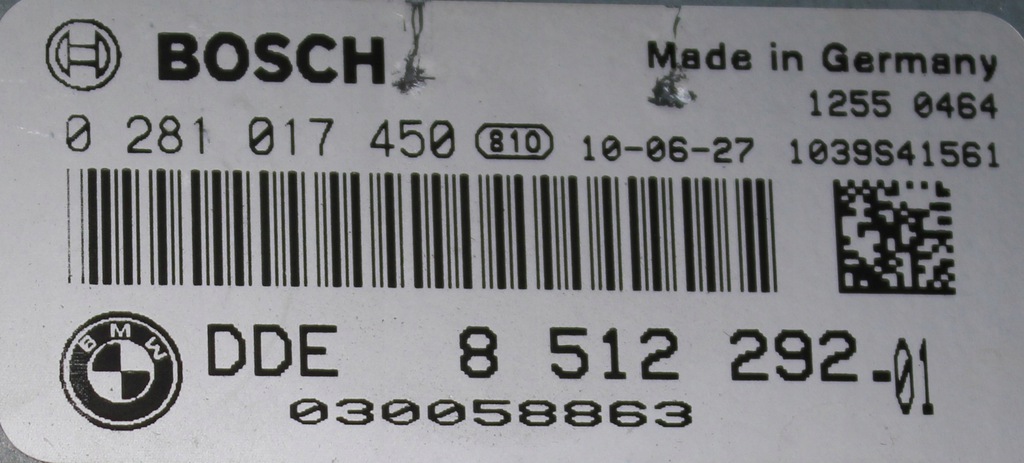 BOSCH
Made in Germany
1255 0464
0 281 017 450 810 10-06-27 1039S41561
BMW
DDE 8 512 292-01
030058863